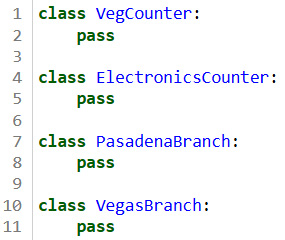 1 class VegCounter:
2     pass
3
4 class ElectronicsCounter:
5     pass
6
7 class PasadenaBranch:
8     pass
9
10 class VegasBranch:
11     pass